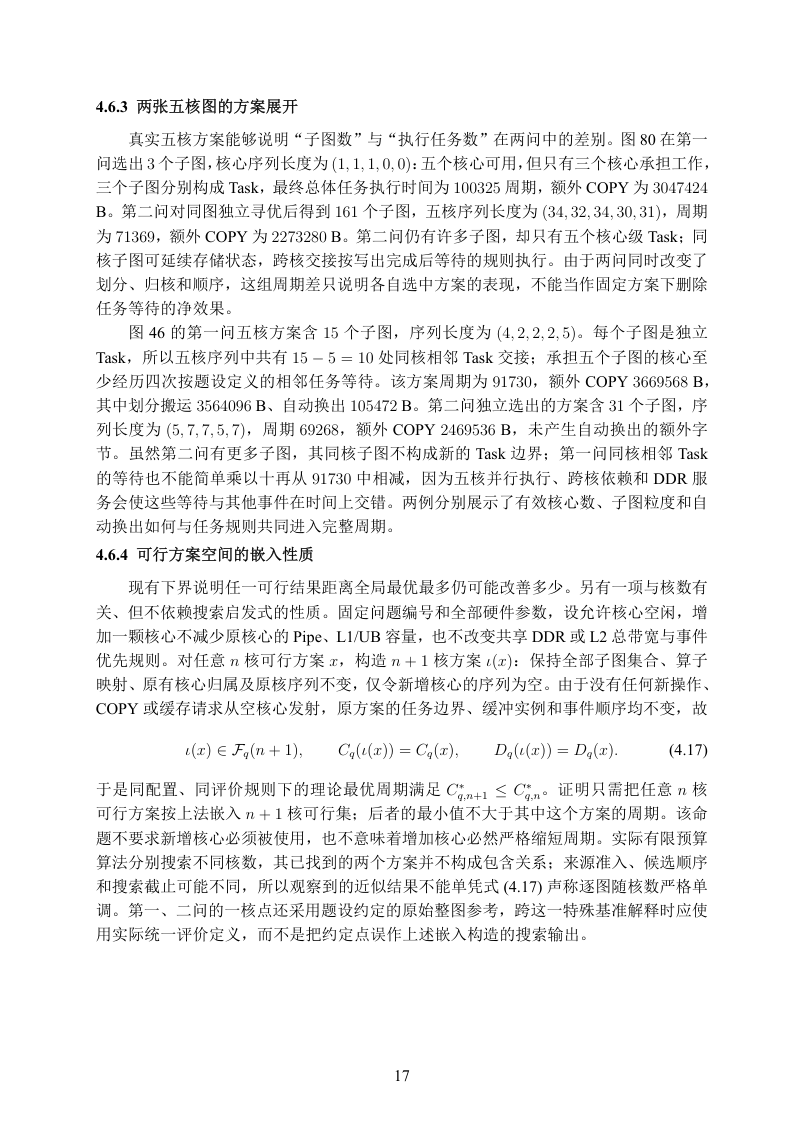 4.6.3 两张五核图的方案展开
真实五核方案能够说明“子图数”与“执行任务数”在两问中的差别。图 80 在第一
问选出 3 个子图，核心序列长度为 (1, 1, 1, 0, 0)：五个核心可用，但只有三个核心承担工作，
三个子图分别构成 Task，最终总体任务执行时间为 100325 周期，额外 COPY 为 3047424
B。第二问对同图独立寻优后得到 161 个子图，五核序列长度为 (34, 32, 34, 30, 31)，周期
为 71369，额外 COPY 为 2273280 B。第二问仍有许多子图，却只有五个核心级 Task；同
核子图可延续存储状态，跨核交接按写出完成后等待的规则执行。由于两问同时改变了
划分、归核和顺序，这组周期差只说明各自选中方案的表现，不能当作固定方案下删除
任务等待的净效果。
图 46 的第一问五核方案含 15 个子图，序列长度为 (4, 2, 2, 2, 5)。每个子图是独立
Task，所以五核序列中共有 15 − 5 = 10 处同核相邻 Task 交接；承担五个子图的核心至
少经历四次按题设定义的相邻任务等待。该方案周期为 91730，额外 COPY 3669568 B，
其中划分搬运 3564096 B、自动换出 105472 B。第二问独立选出的方案含 31 个子图，序
列长度为 (5, 7, 7, 5, 7)，周期 69268，额外 COPY 2469536 B，未产生自动换出的额外字
节。虽然第二问有更多子图，其同核子图不构成新的 Task 边界；第一问同核相邻 Task
的等待也不能简单乘以十再从 91730 中相减，因为五核并行执行、跨核依赖和 DDR 服
务会使这些等待与其他事件在时间上交错。两例分别展示了有效核心数、子图粒度和自
动换出如何与任务规则共同进入完整周期。
4.6.4 可行方案空间的嵌入性质
现有下界说明任一可行结果距离全局最优最多仍可能改善多少。另有一项与核数有
关、但不依赖搜索启发式的性质。固定问题编号和全部硬件参数，设允许核心空闲，增
加一颗核心不减少原核心的 Pipe、L1/UB 容量，也不改变共享 DDR 或 L2 总带宽与事件
优先规则。对任意 n 核可行方案 x，构造 n + 1 核方案 ι(x)：保持全部子图集合、算子
映射、原有核心归属及原核序列不变，仅令新增核心的序列为空。由于没有任何新操作、
COPY 或缓存请求从空核心发射，原方案的任务边界、缓冲实例和事件顺序均不变，故
ι(x) ∈ F_q(n + 1), C_q(ι(x)) = C_q(x), D_q(ι(x)) = D_q(x). (4.17)
于是同配置、同评价规则下的理论最优周期满足 C*_{q,n+1} ≤ C*_{q,n}。证明只需把任意 n 核
可行方案按上法嵌入 n + 1 核可行集；后者的最小值不大于其中这个方案的周期。该命
题不要求新增核心必须被使用，也不意味着增加核心必然严格缩短周期。实际有限预算
算法分别搜索不同核数，其已找到的两个方案并不构成包含关系；来源准入、候选顺序
和搜索截止可能不同，所以观察到的近似结果不能单凭式 (4.17) 声称逐图随核数严格单
调。第一、二问的一核点还采用题设约定的原始整图参考，跨这一特殊基准解释时应使
用实际统一评价定义，而不是把约定点误作上述嵌入构造的搜索输出。
17